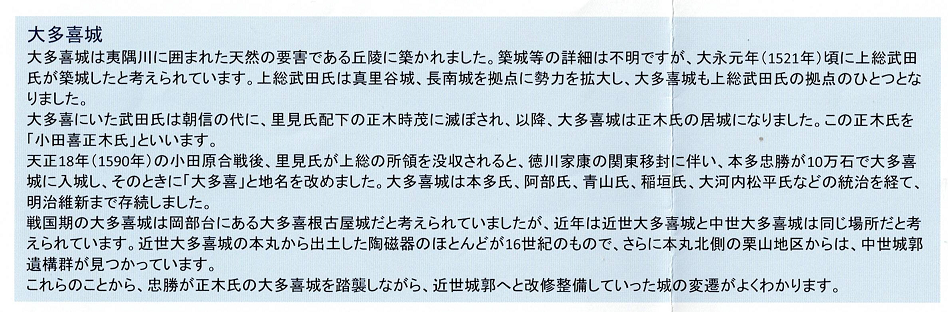 大多喜城
大多喜城は夷隅川に囲まれた天然の要害である丘陵に築かれました。築城等の詳細は不明ですが、大永元年（1521年）頃に上総武田
氏が築城したと考えられています。上総武田氏は真里谷城、長南城を拠点に勢力を拡大し、大多喜城も上総武田氏の拠点のひとつとな
りました。
大多喜にいた武田氏は朝信の代に、里見氏配下の正木時茂に滅ぼされ、以降、大多喜城は正木氏の居城になりました。この正木氏を
「小田喜正木氏」といいます。
天正18年（1590年）の小田原合戦後、里見氏が上総の所領を没収されると、徳川家康の関東移封に伴い、本多忠勝が10万石で大多喜
城に入城し、そのときに「大多喜」と地名を改めました。大多喜城は本多氏、阿部氏、青山氏、稲垣氏、大河内松平氏などの統治を経て、
明治維新まで存続しました。
戦国期の大多喜城は岡部台にある大多喜根古屋城だと考えられていましたが、近年は近世大多喜城と中世大多喜城は同じ場所だと考
えられています。近世大多喜城の本丸から出土した陶磁器のほとんどが16世紀のもので、さらに本丸北側の栗山地区からは、中世城郭
遺構群が見つかっています。
これらのことから、忠勝が正木氏の大多喜城を踏襲しながら、近世城郭へと改修整備していった城の変遷がよくわかります。